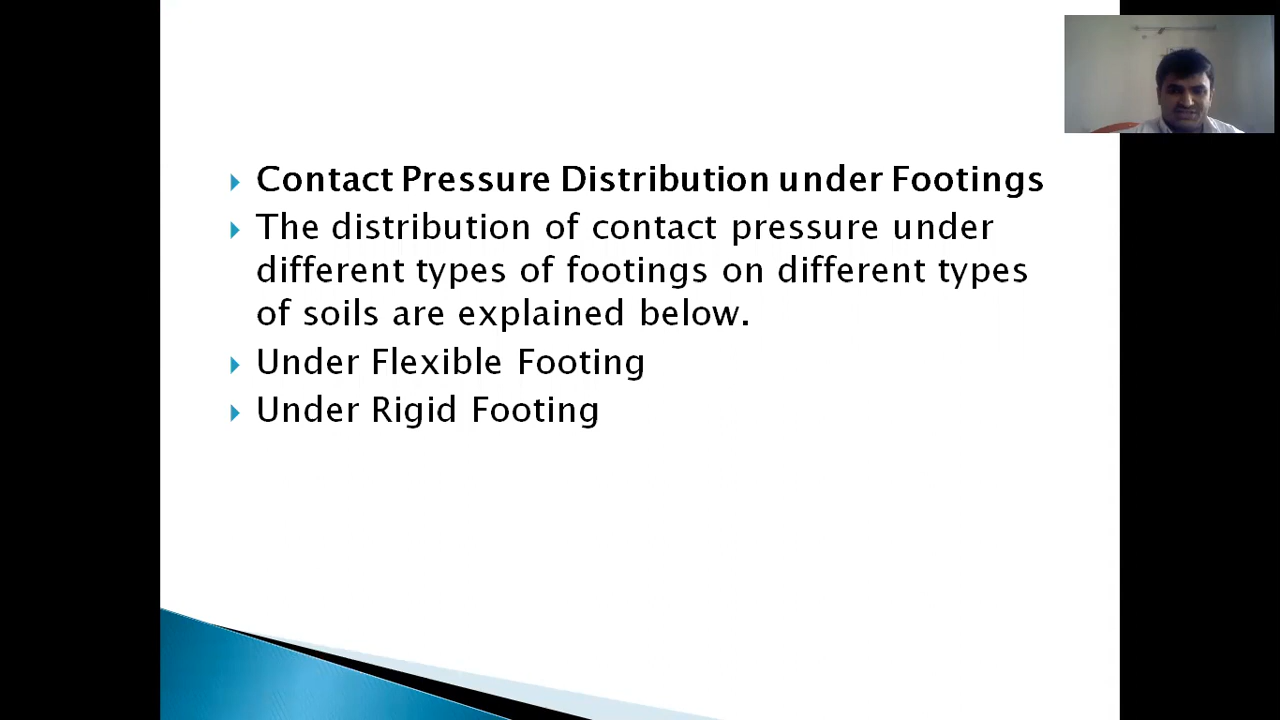 Contact Pressure Distribution under Footings
The distribution of contact pressure under
different types of footings on different types
of soils are explained below.
Under Flexible Footing
Under Rigid Footing